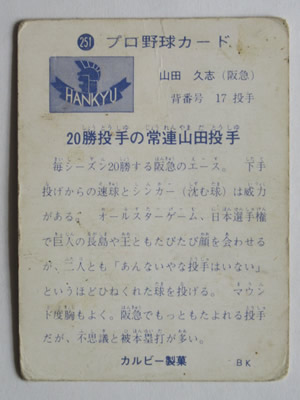 251 プロ野球カード
HANKYU
山田 久志(阪急)
背番号 17 投手
20勝投手の常連山田投手
毎シーズン20勝する阪急のエース。下手
投げからの速球とシンカー(沈む球)は威力
がある。オールスターゲーム、日本選手権
で巨人の長島や王ともたびたび顔を会わせる
が、二人とも「あんないやな投手はいない」
というほどひねくれた球を投げる。マウン
ド度胸もよく。阪急でもっともたよれる投手
だが、不思議と被本塁打が多い。
カルビー製菓
BK